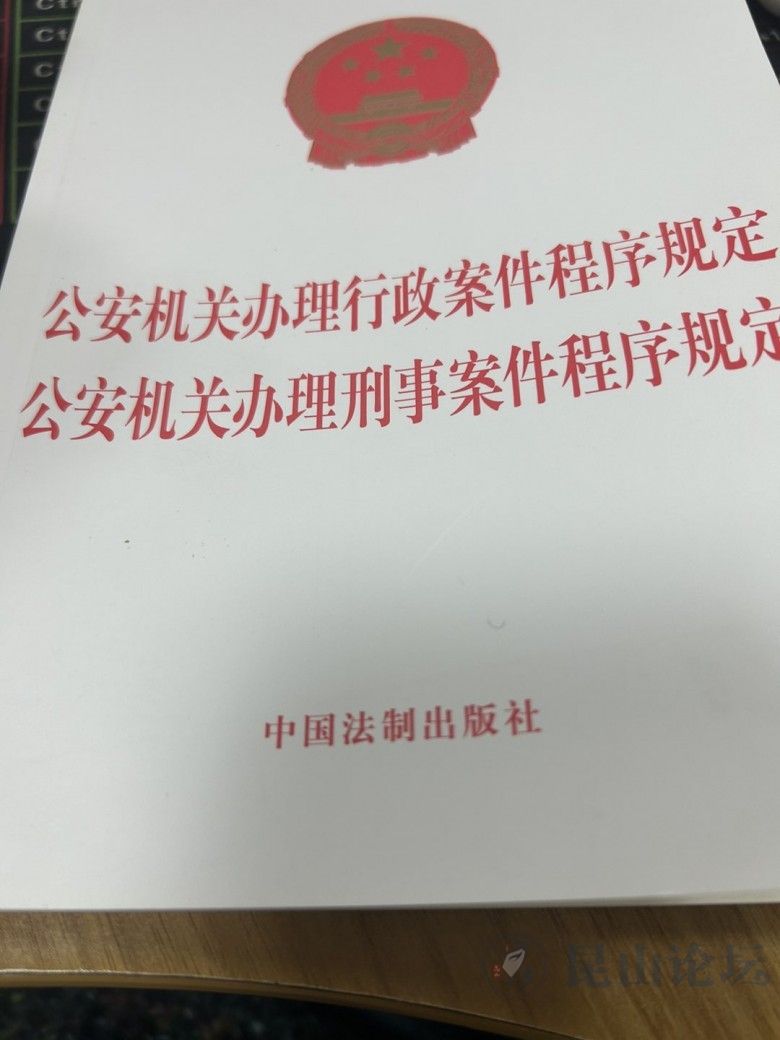 公安机关办理行政案件程序规定
公安机关办理刑事案件程序规定
中国法制出版社
昆山论坛